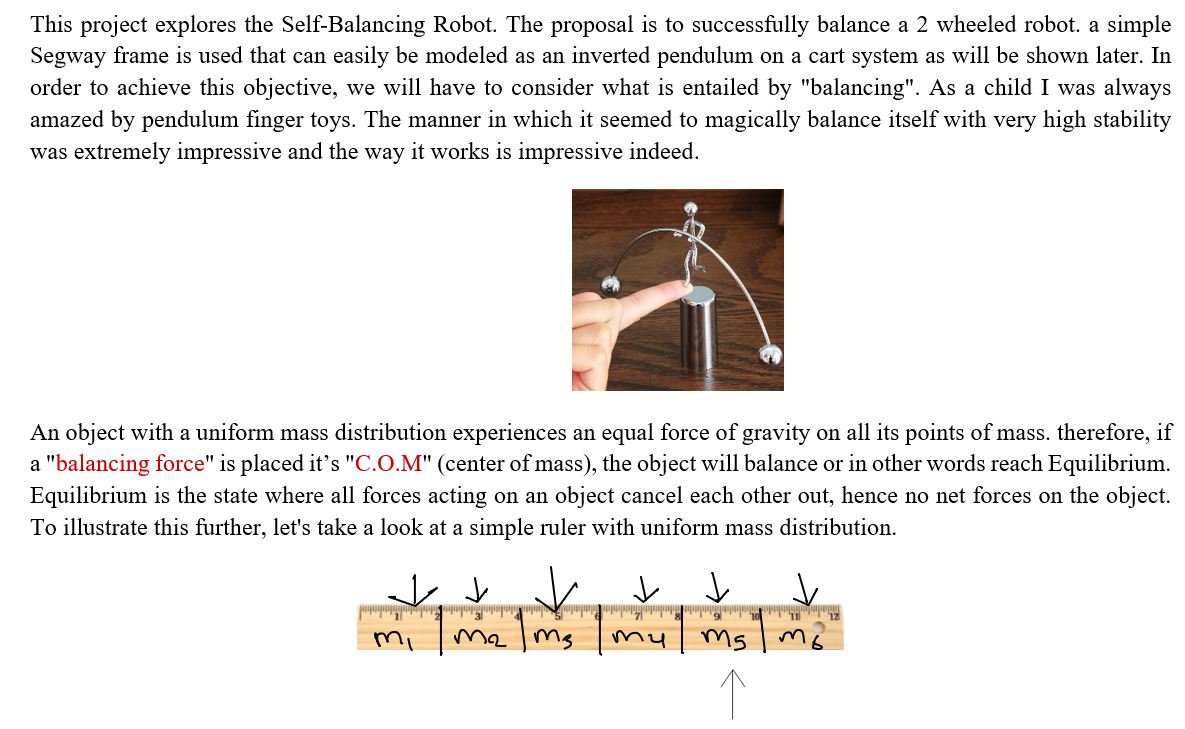 This project explores the Self-Balancing Robot. The proposal is to successfully balance a 2 wheeled robot. a simple
Segway frame is used that can easily be modeled as an inverted pendulum on a cart system as will be shown later. In
order to achieve this objective, we will have to consider what is entailed by "balancing". As a child I was always
amazed by pendulum finger toys. The manner in which it seemed to magically balance itself with very high stability
was extremely impressive and the way it works is impressive indeed.
An object with a uniform mass distribution experiences an equal force of gravity on all its points of mass. therefore, if
a "balancing force" is placed it’s "C.O.M" (center of mass), the object will balance or in other words reach Equilibrium.
Equilibrium is the state where all forces acting on an object cancel each other out, hence no net forces on the object.
To illustrate this further, let's take a look at a simple ruler with uniform mass distribution.
1 2 3 4 5 6 7 8 9 10 11 12
m1 m2 m3 m4 m5 m6